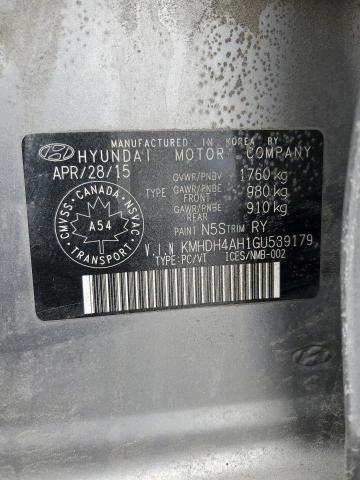 MANUFACTURED IN KOREA BY
HYUNDAI MOTOR COMPANY
APR/28/15
GVWR/PNBV 1760 kg
TYPE GAWR/PNBE FRONT 980 kg
GAWR/PNBE REAR 910 kg
PAINT N5S TRIM RY
V.I.N KMHDH4AH1GU539179
TYPE:PC/VT ICES/NMB-002
CANADA
CMVSS NSVAC
A54
TRANSPORT